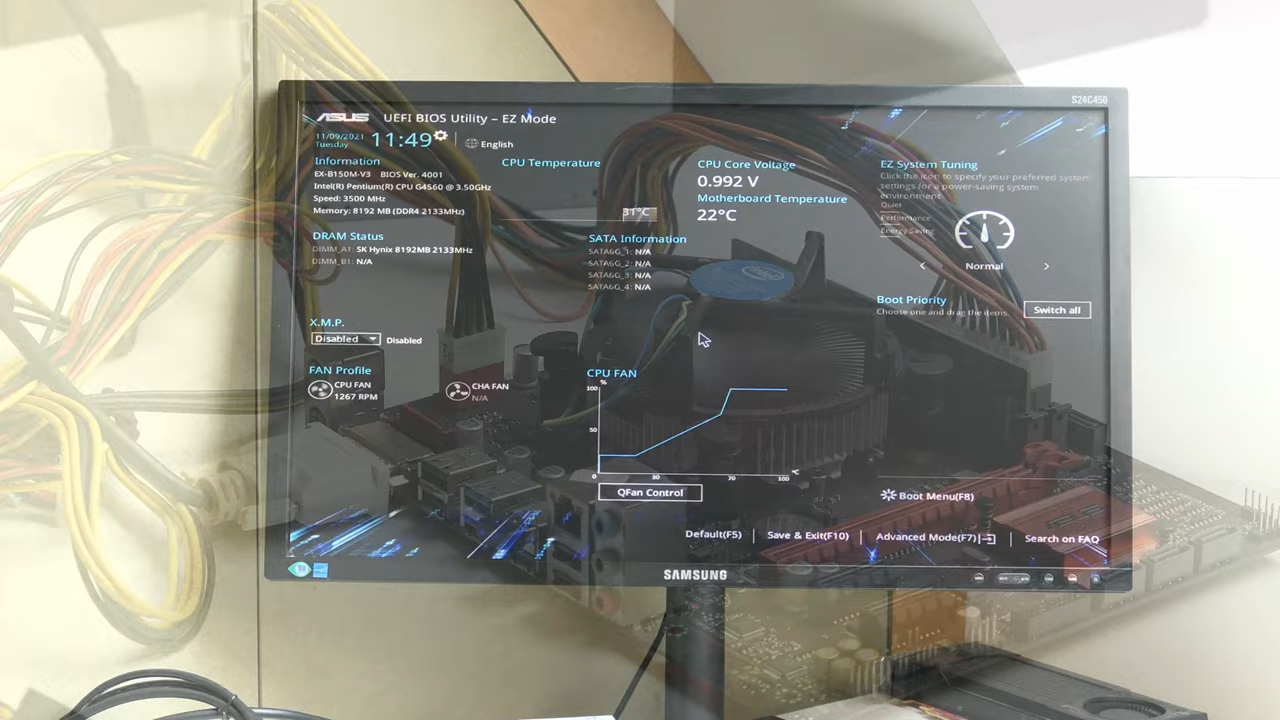 S24C450
ASUS UEFI BIOS Utility – EZ Mode
11/09/2021
Tuesday
11:49
English
Information
EX-B150M-V3 BIOS Ver. 4001
Intel(R) Pentium(R) CPU G4560 @ 3.50GHz
Speed: 3500 MHz
Memory: 8192 MB (DDR4 2133MHz)
CPU Temperature
31°C
CPU Core Voltage
0.992 V
Motherboard Temperature
22°C
EZ System Tuning
Click the icon to specify your preferred system
settings for a power-saving system
environment
Quiet
Performance
Energy Saving
Normal
DRAM Status
DIMM_A1: SK Hynix 8192MB 2133MHz
DIMM_B1: N/A
SATA Information
SATA6G_1: N/A
SATA6G_2: N/A
SATA6G_3: N/A
SATA6G_4: N/A
intel
Boot Priority
Choose one and drag the items.
Switch all
X.M.P.
Disabled
Disabled
FAN Profile
CPU FAN
1267 RPM
CHA FAN
N/A
CPU FAN
%
100
50
0
30
70
100
°C
QFan Control
Boot Menu(F8)
Default(F5)
Save & Exit(F10)
Advanced Mode(F7)
Search on FAQ
SAMSUNG